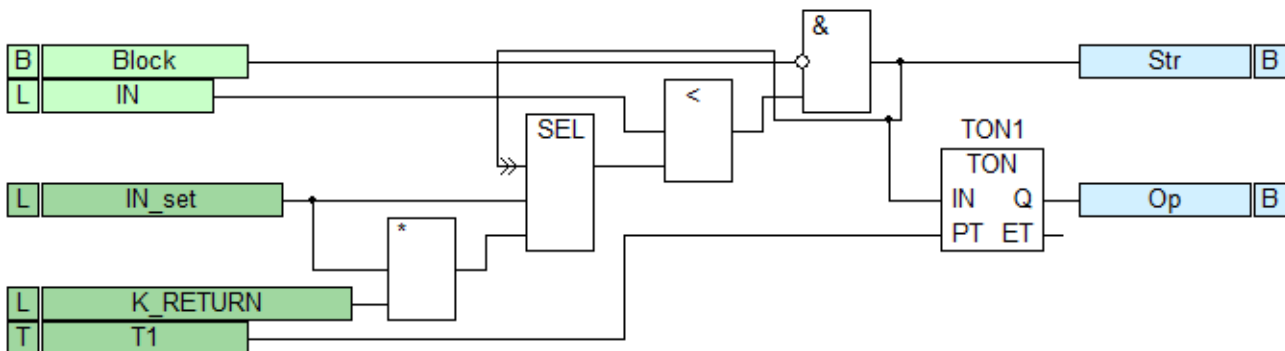 &
B Block Str B
L IN <
SEL TON1
TON
L IN_set IN Q Op B
* PT ET
L K_RETURN
T T1